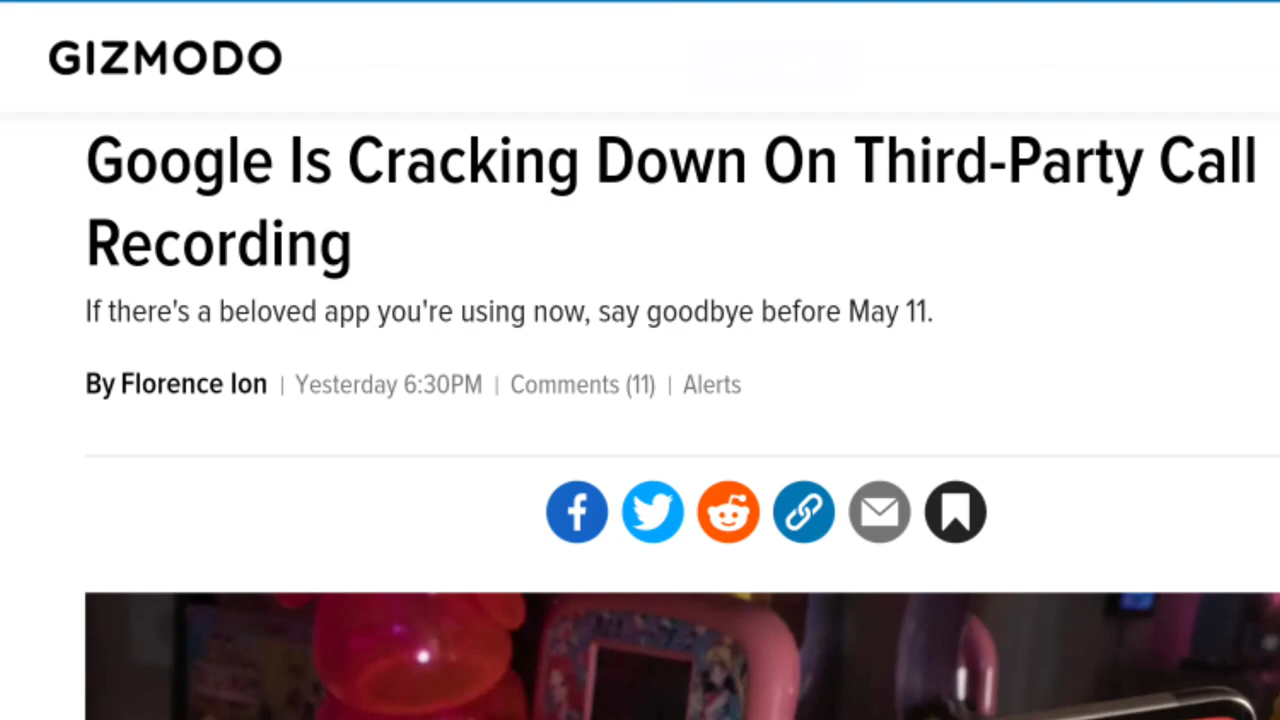 GIZMODO
Google Is Cracking Down On Third-Party Call
Recording
If there's a beloved app you're using now, say goodbye before May 11.
By Florence Ion | Yesterday 6:30PM | Comments (11) | Alerts